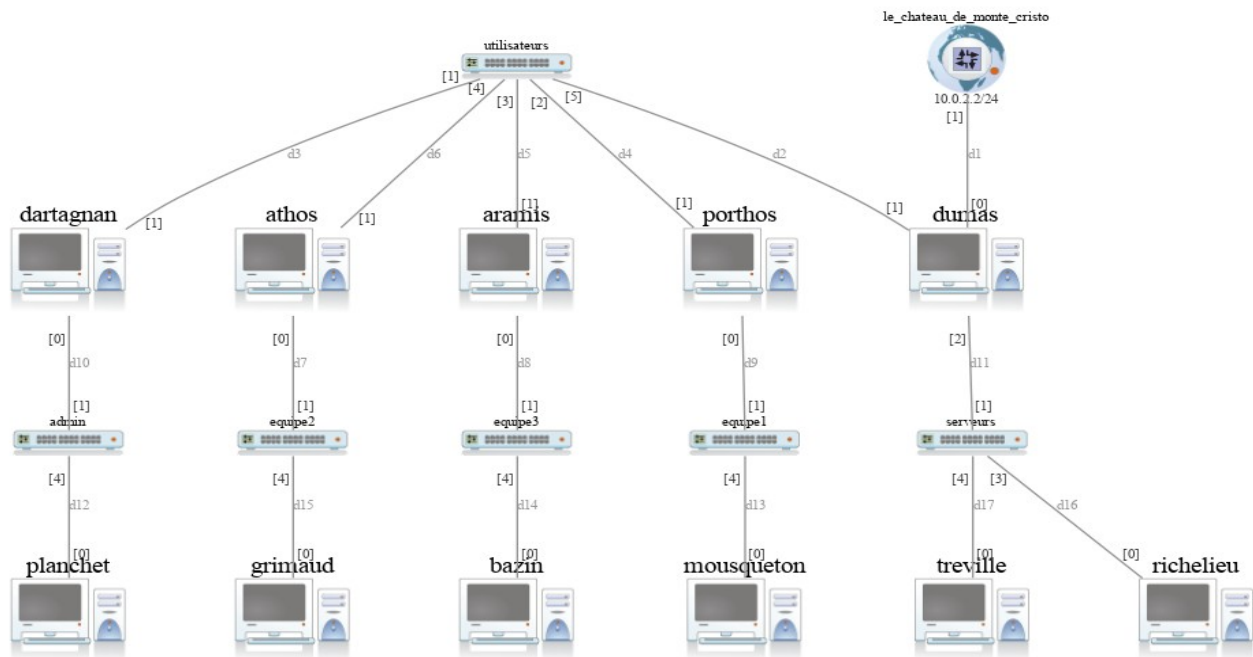 le_chateau_de_monte_cristo
utilisateurs
10.0.2.2/24
[1] [4] [3] [2] [5] [1]
d3 d6 d5 d4 d2 d1
[1] [1] [1] [1] [1] [0]
dartagnan athos aramis porthos dumas
[0] [0] [0] [0] [2]
d10 d7 d8 d9 d11
[1] [1] [1] [1] [1]
admin equipe2 equipe3 equipe1 serveurs
[4] [4] [4] [4] [4] [3]
d12 d15 d14 d13 d17 d16
[0] [0] [0] [0] [0] [0]
planchet grimaud bazin mousqueton treville richelieu